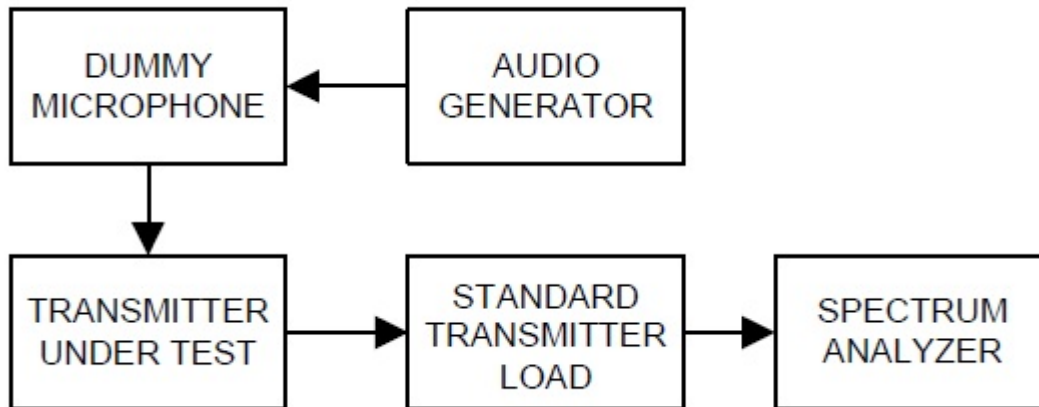 DUMMY
MICROPHONE
AUDIO
GENERATOR
TRANSMITTER
UNDER TEST
STANDARD
TRANSMITTER
LOAD
SPECTRUM
ANALYZER